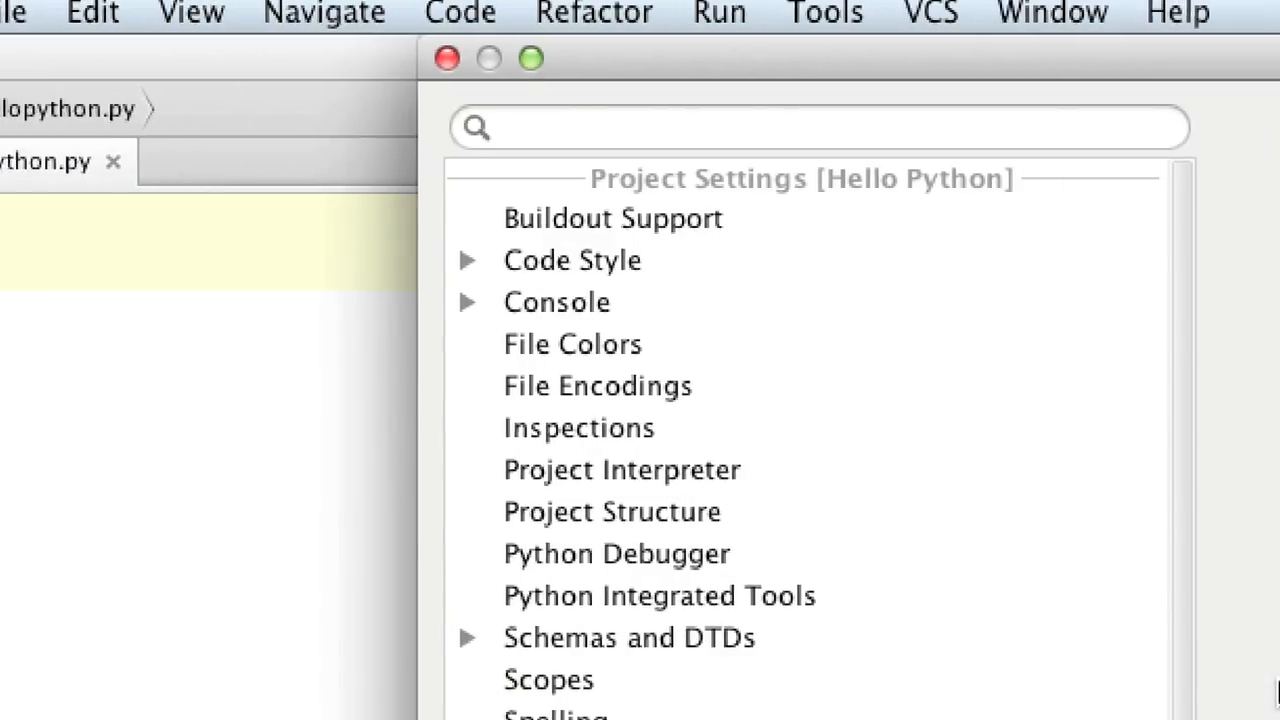 ile Edit View Navigate Code Refactor Run Tools VCS Window Help
lopython.py
ython.py
Project Settings [Hello Python]
Buildout Support
Code Style
Console
File Colors
File Encodings
Inspections
Project Interpreter
Project Structure
Python Debugger
Python Integrated Tools
Schemas and DTDs
Scopes
Spelling